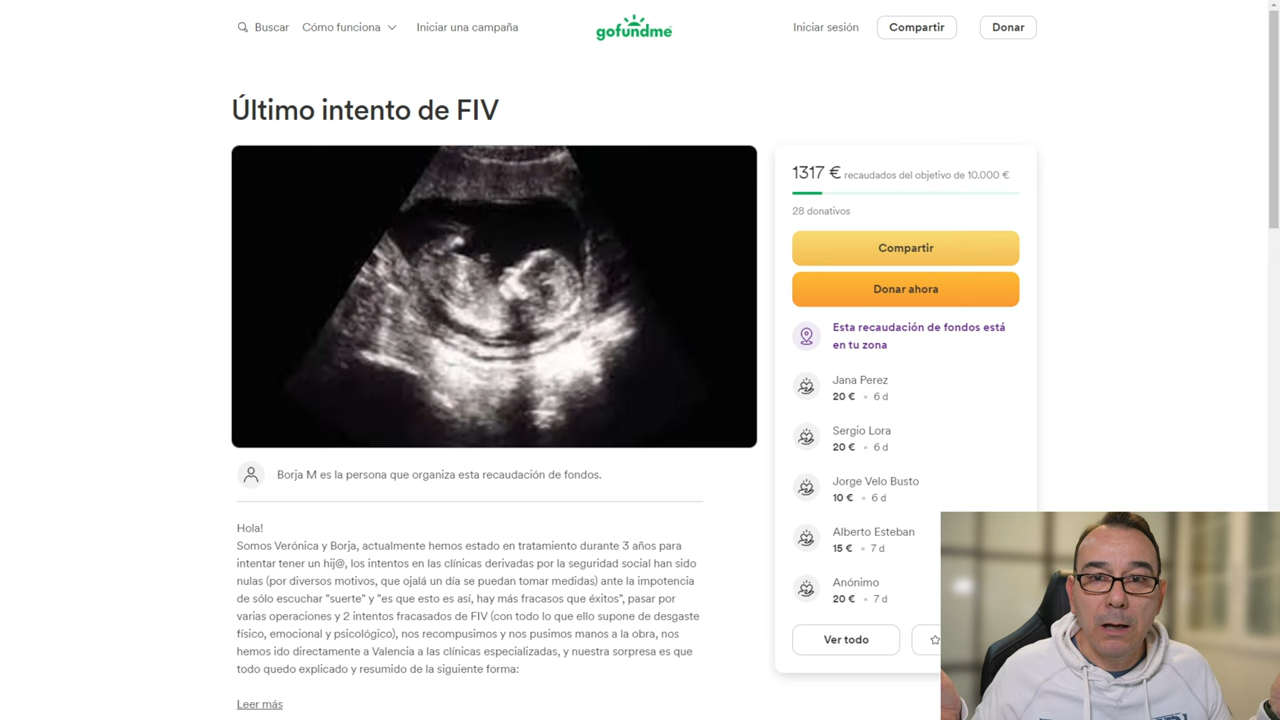 Buscar Cómo funciona Iniciar una campaña gofundme Iniciar sesión Compartir Donar
Último intento de FIV
1317 € recaudados del objetivo de 10.000 €
28 donativos
Compartir
Donar ahora
Esta recaudación de fondos está
en tu zona
Jana Perez
20 € • 6 d
Sergio Lora
20 € • 6 d
Jorge Velo Busto
10 € • 6 d
Alberto Esteban
15 € • 7 d
Anónimo
20 € • 7 d
Ver todo
Borja M es la persona que organiza esta recaudación de fondos.
Hola!
Somos Verónica y Borja, actualmente hemos estado en tratamiento durante 3 años para
intentar tener un hij@, los intentos en las clínicas derivadas por la seguridad social han sido
nulas (por diversos motivos, que ojalá un día se puedan tomar medidas) ante la impotencia
de sólo escuchar "suerte" y "es que esto es así, hay más fracasos que éxitos", pasar por
varias operaciones y 2 intentos fracasados de FIV (con todo lo que ello supone de desgaste
físico, emocional y psicológico), nos recompusimos y nos pusimos manos a la obra, nos
hemos ido directamente a Valencia a las clínicas especializadas, y nuestra sorpresa es que
todo quedo explicado y resumido de la siguiente forma:
Leer más